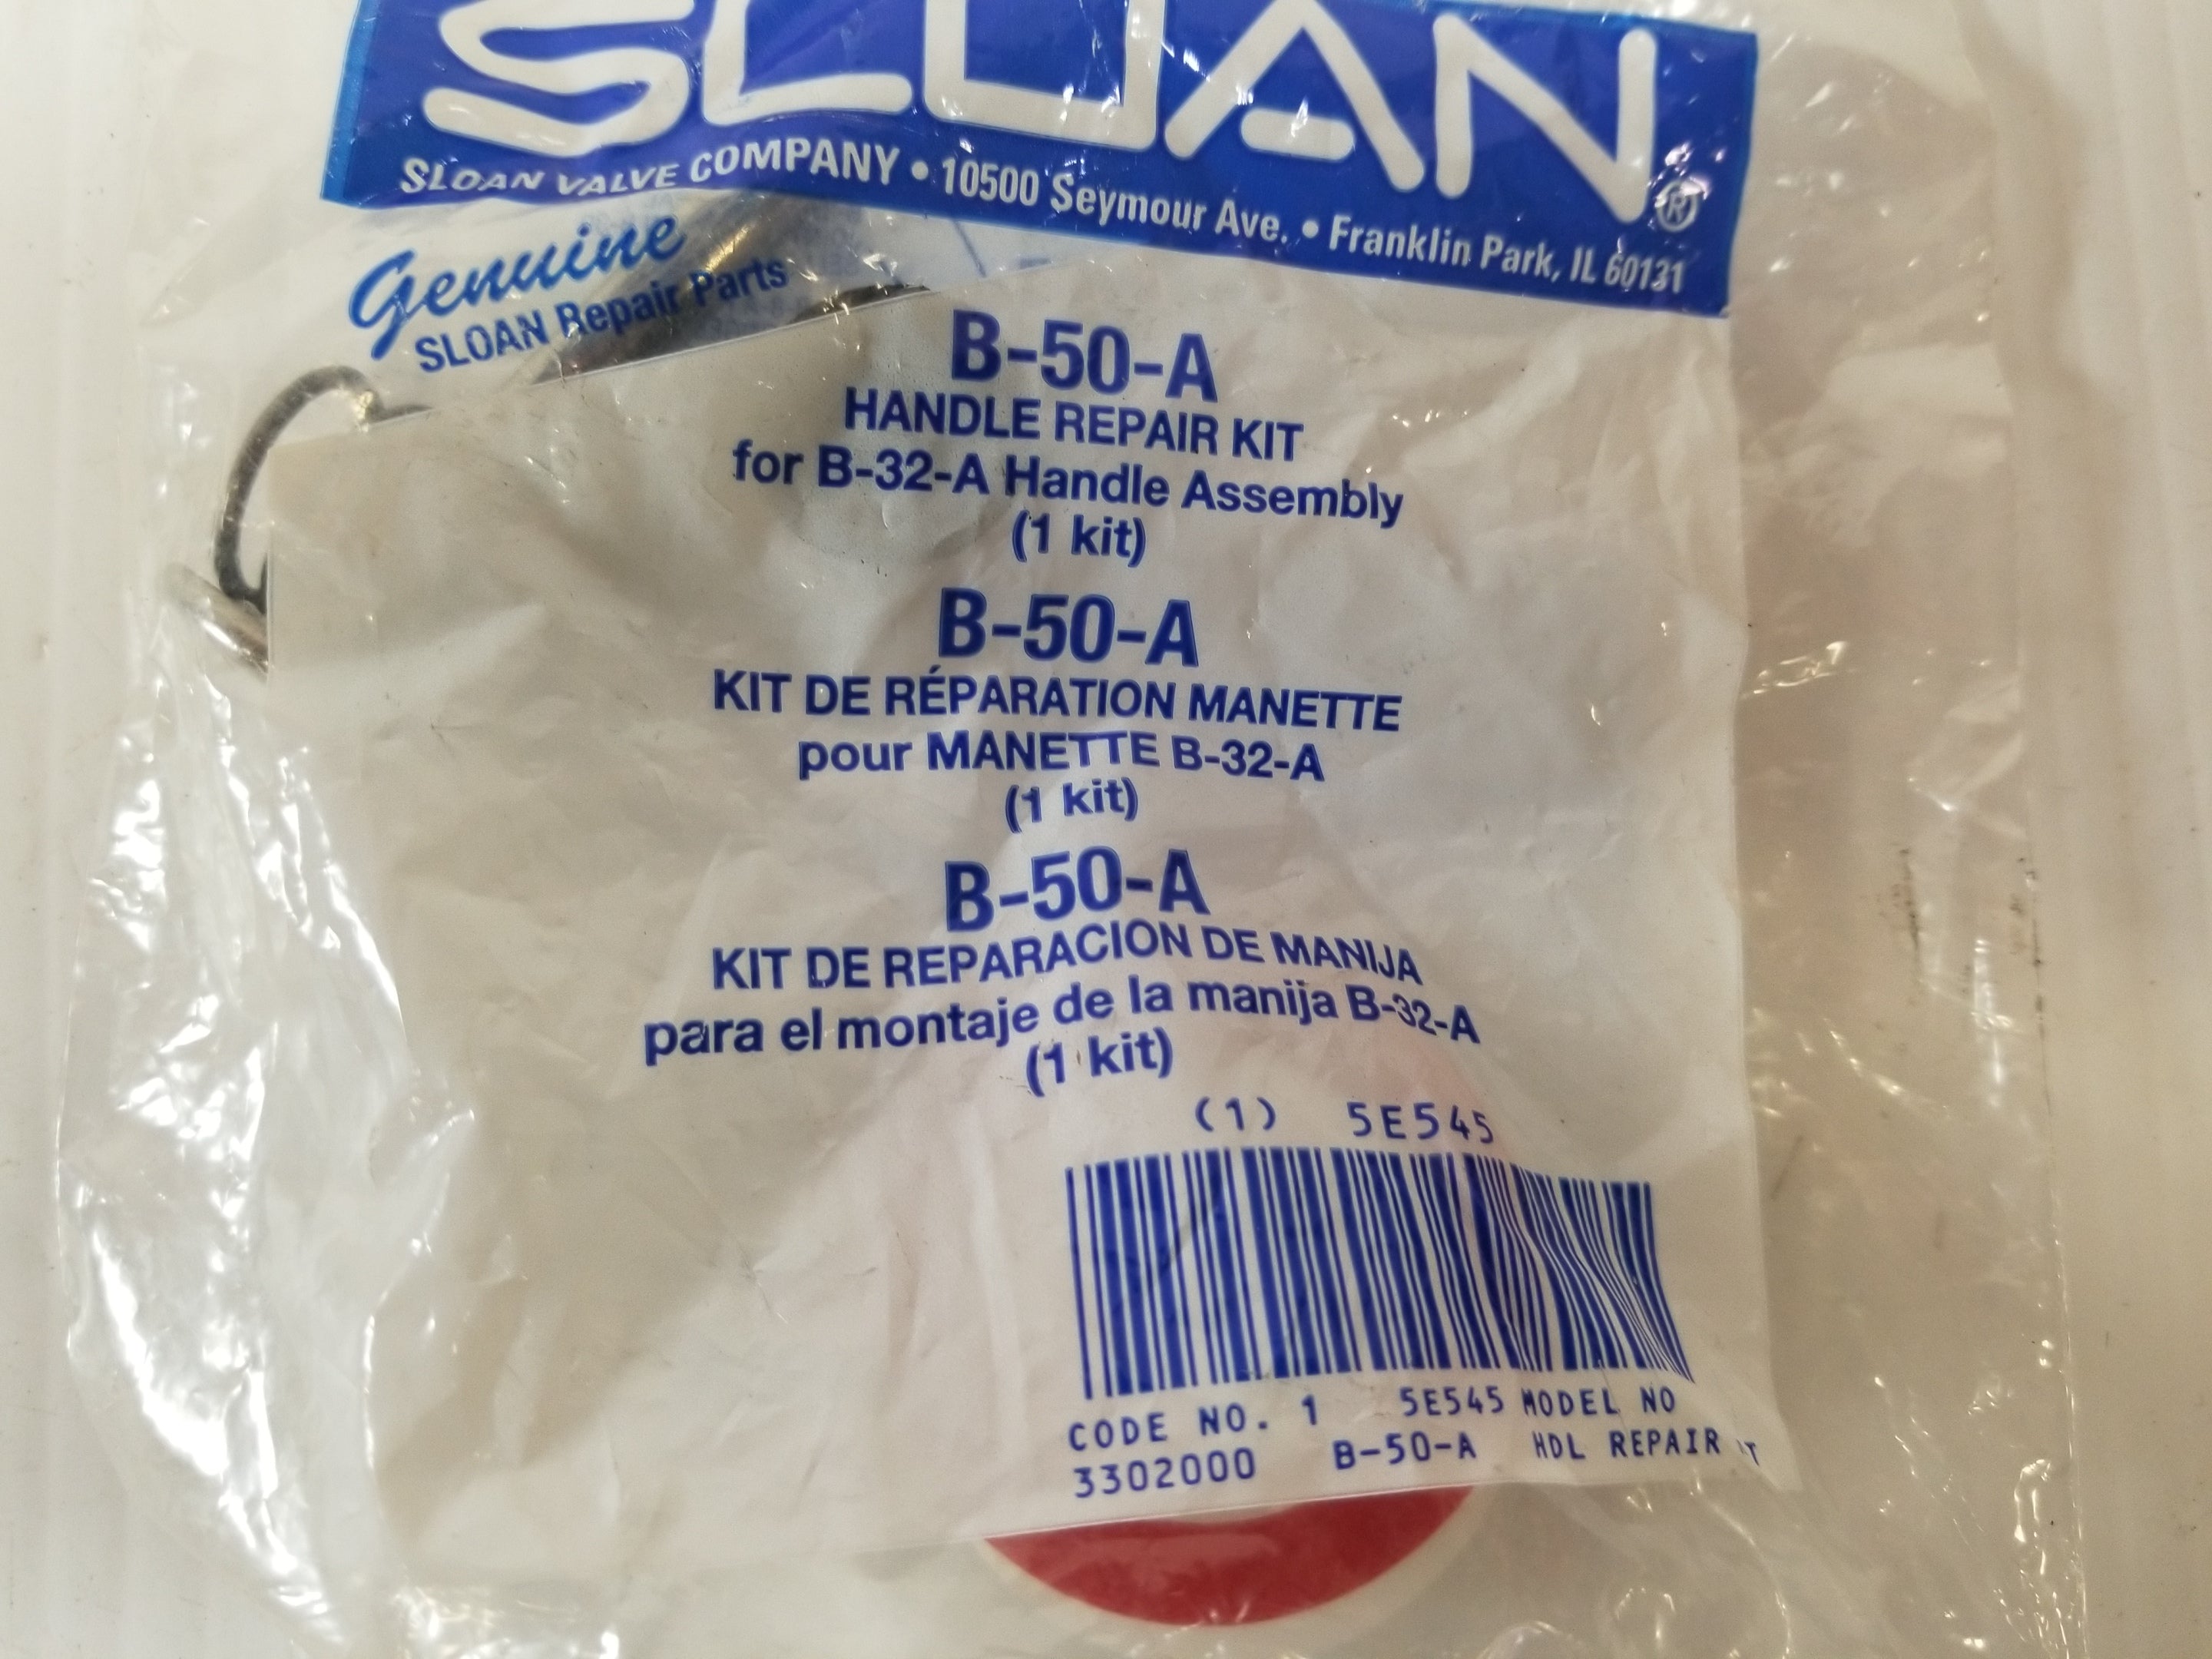 SLOAN®
SLOAN VALVE COMPANY • 10500 Seymour Ave. • Franklin Park, IL 60131
Genuine
SLOAN Repair Parts
B-50-A
HANDLE REPAIR KIT
for B-32-A Handle Assembly
(1 kit)
B-50-A
KIT DE RÉPARATION MANETTE
pour MANETTE B-32-A
(1 kit)
B-50-A
KIT DE REPARACION DE MANIJA
para el montaje de la manija B-32-A
(1 kit)
(1) 5E545
CODE NO. 1 5E545 MODEL NO
3302000 B-50-A HDL REPAIR